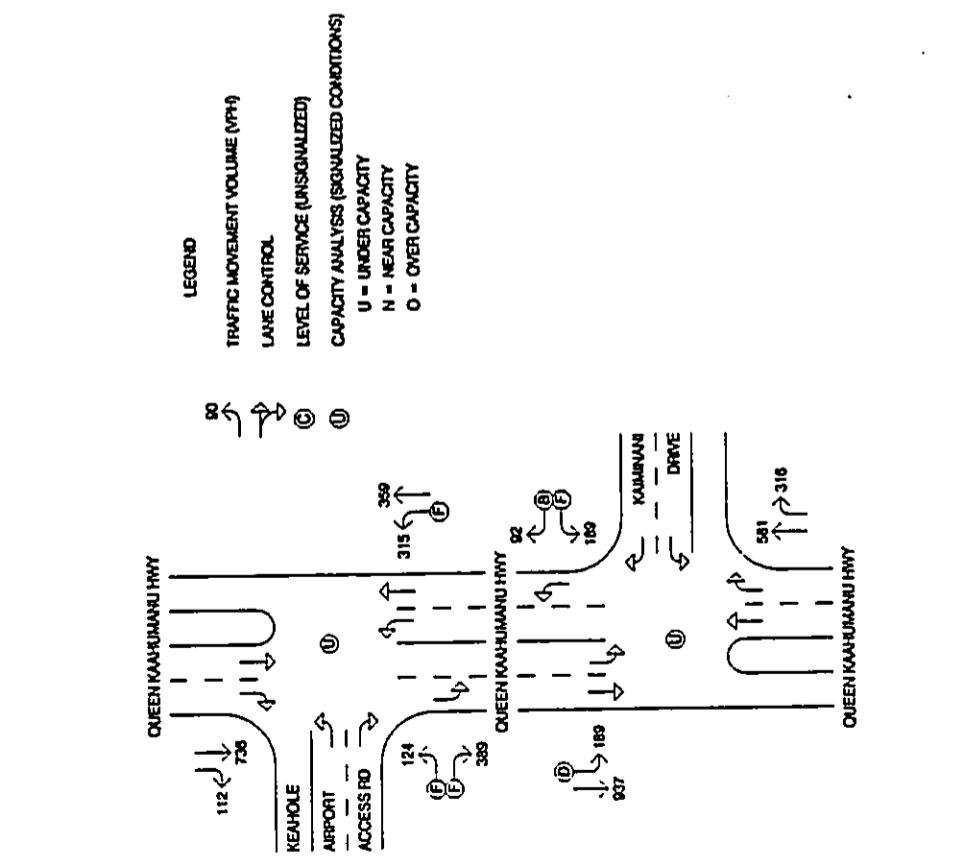 LEGEND
90
TRAFFIC MOVEMENT VOLUME (VPH)
LANE CONTROL
C LEVEL OF SERVICE (UNSIGNALIZED)
U CAPACITY ANALYSIS (SIGNALIZED CONDITIONS)
U = UNDER CAPACITY
N = NEAR CAPACITY
O = OVER CAPACITY
QUEEN KAAHUMANU HWY
112
736
KEAHOLE
AIRPORT
ACCESS RD
U
315
359
F
124
F
F
389
QUEEN KAAHUMANU HWY
92
B
F
189
KAIMINANI
DRIVE
D
189
937
U
581
316
QUEEN KAAHUMANU HWY